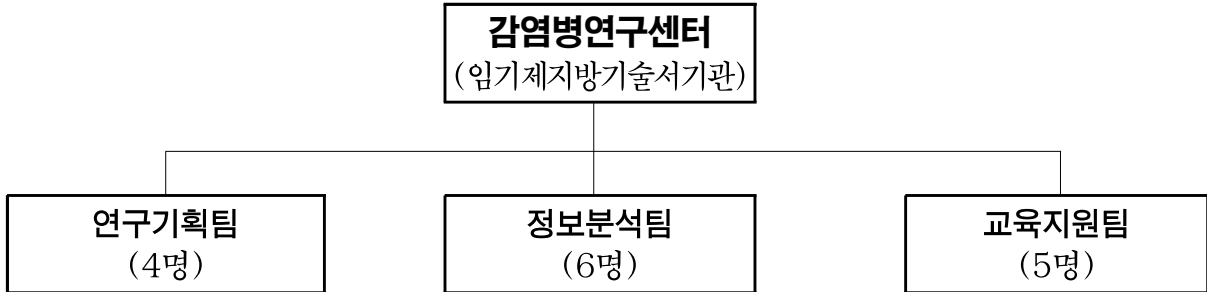 감염병연구센터
(임기제지방기술서기관)
연구기획팀
(4명)
정보분석팀
(6명)
교육지원팀
(5명)